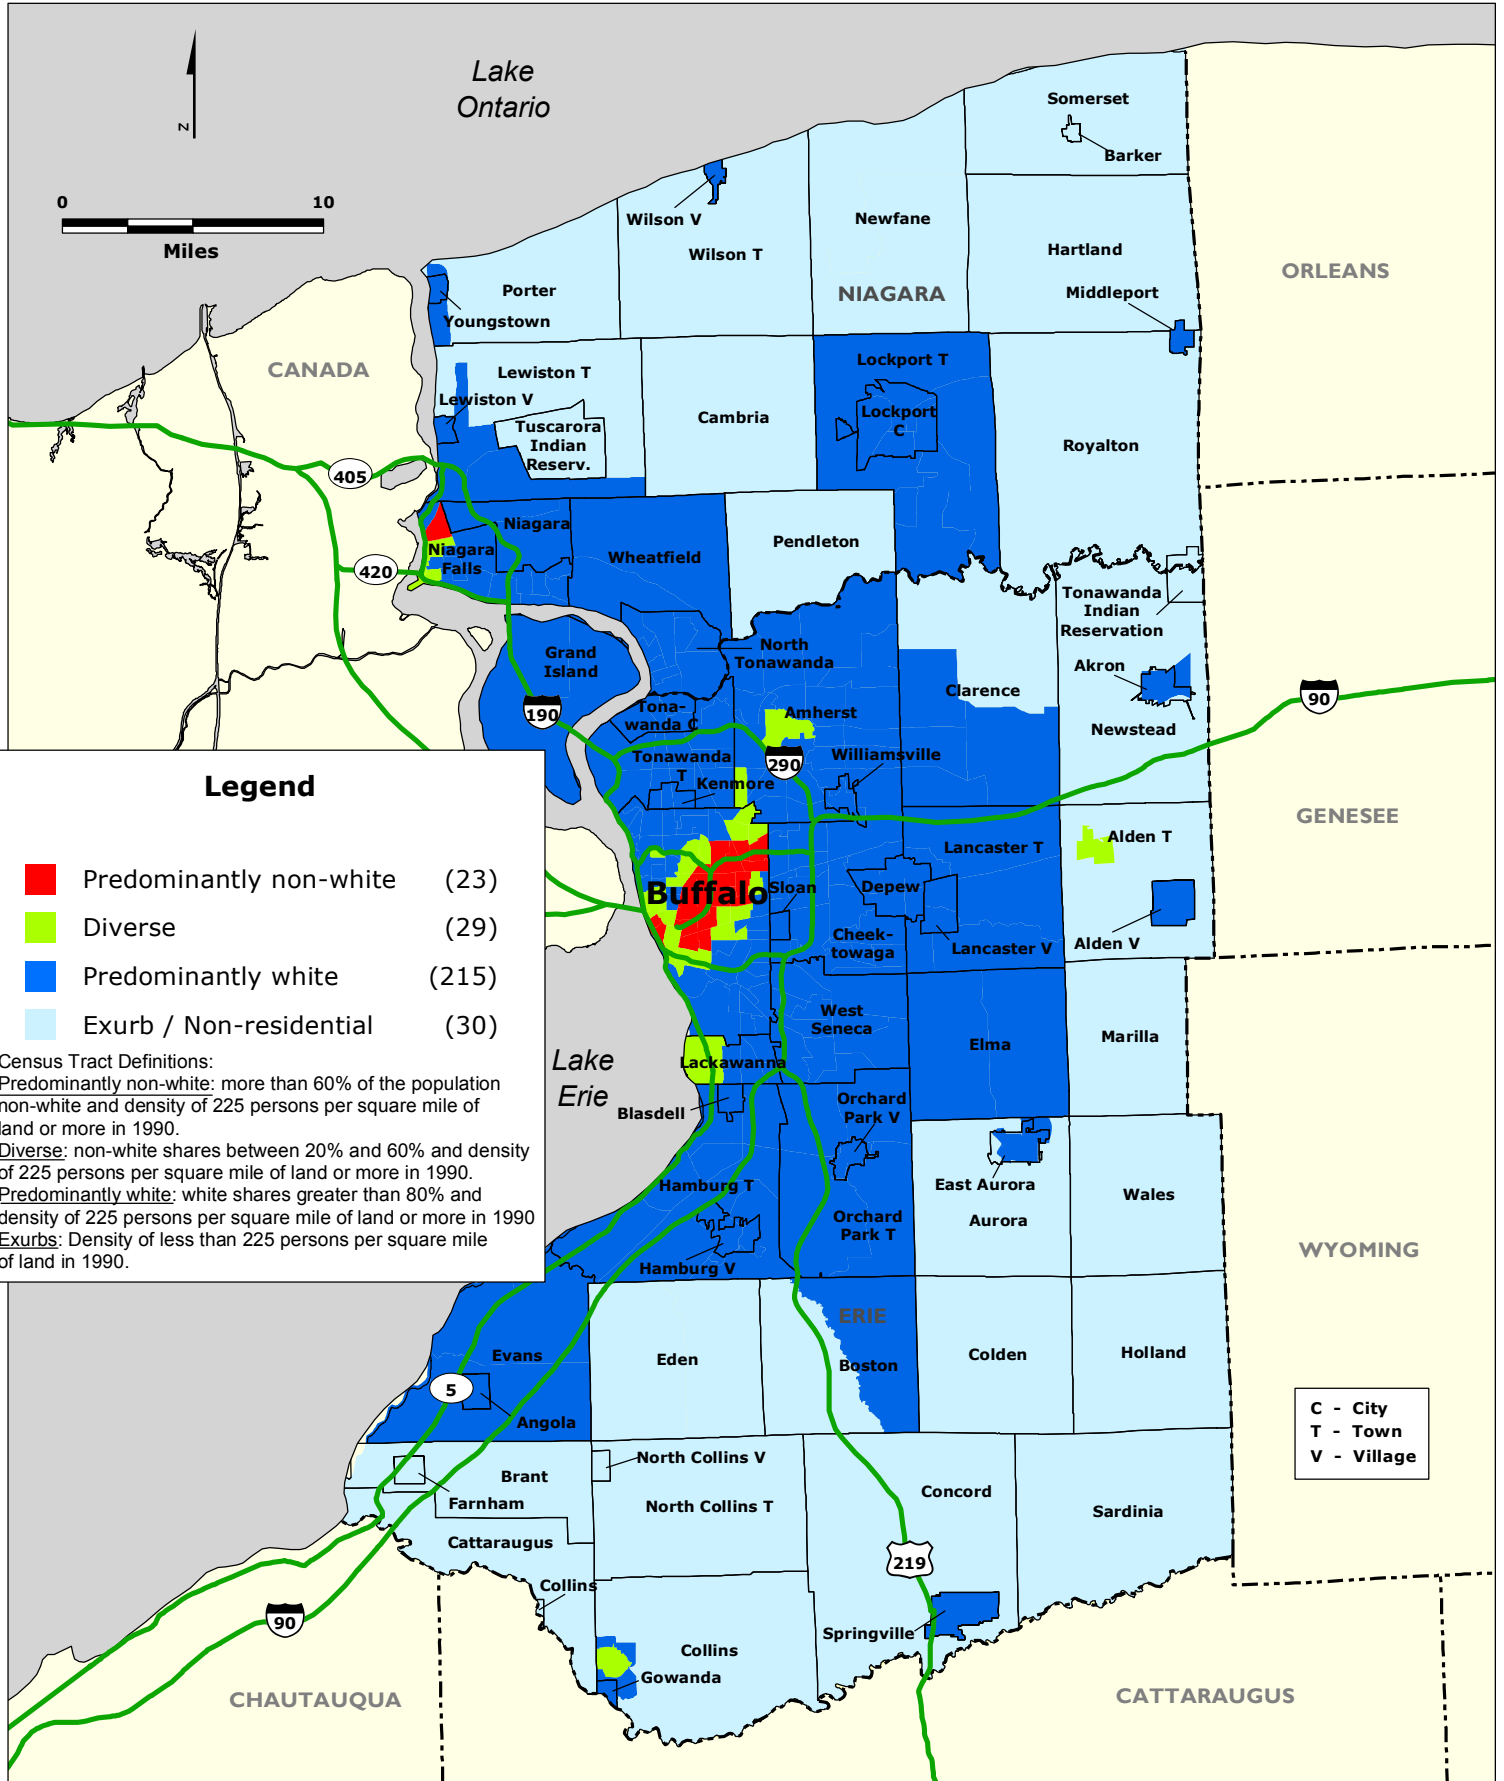 Lake
Ontario
Somerset
Barker
N
0 10
Miles
Wilson V
Wilson T
Newfane
Hartland
NIAGARA
Middleport
ORLEANS
Porter
Youngstown
CANADA
Lewiston T
Lewiston V
Tuscarora
Indian
Reserv.
Cambria
Lockport T
Lockport
C
Royalton
405
Niagara
Niagara
Falls
420
Wheatfield
Pendleton
Tonawanda
Indian
Reservation
Grand
Island
North
Tonawanda
Clarence
Akron
Newstead
90
190
Tona-
wanda C
Amherst
Tonawanda
T
Kenmore
290
Williamsville
GENESEE
Lancaster T
Alden T
Buffalo
Sloan
Depew
Cheek-
towaga
Lancaster V
Alden V
West
Seneca
Elma
Marilla
Lackawanna
Lake
Erie
Blasdell
Orchard
Park V
Hamburg T
East Aurora
Aurora
Wales
Orchard
Park T
Hamburg V
WYOMING
ERIE
Evans
Eden
Boston
Colden
Holland
5
Angola
North Collins V
Brant
Farnham
North Collins T
Concord
Sardinia
Cattaraugus
Collins
219
90
Springville
Collins
Gowanda
CHAUTAUQUA
CATTARAUGUS
Legend
Predominantly non-white (23)
Diverse (29)
Predominantly white (215)
Exurb / Non-residential (30)
Census Tract Definitions:
Predominantly non-white: more than 60% of the population
non-white and density of 225 persons per square mile of
land or more in 1990.
Diverse: non-white shares between 20% and 60% and density
of 225 persons per square mile of land or more in 1990.
Predominantly white: white shares greater than 80% and
density of 225 persons per square mile of land or more in 1990
Exurbs: Density of less than 225 persons per square mile
of land in 1990.
C - City
T - Town
V - Village